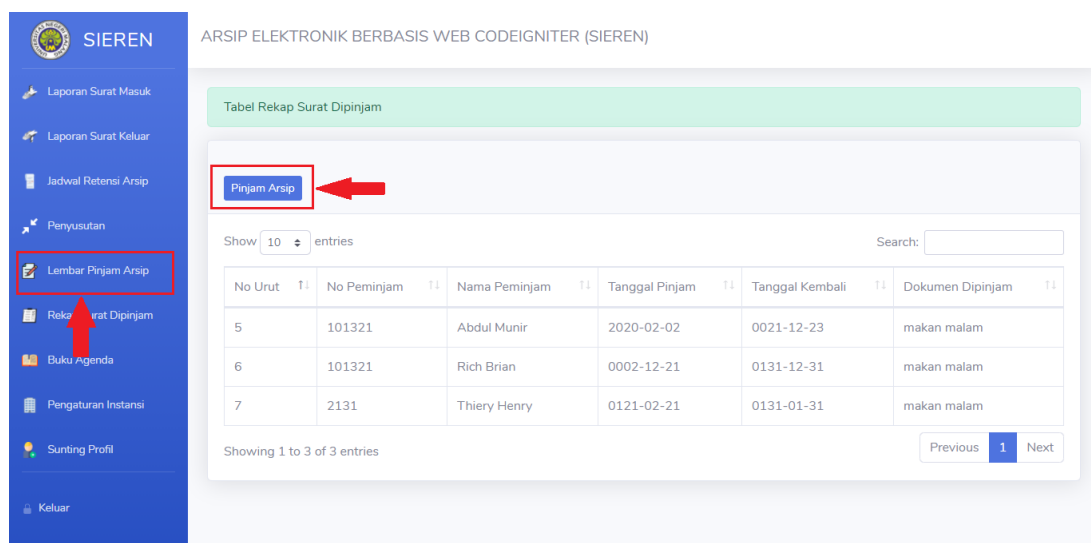 SIEREN
ARSIP ELEKTRONIK BERBASIS WEB CODEIGNITER (SIEREN)
Laporan Surat Masuk
Laporan Surat Keluar
Jadwal Retensi Arsip
Penyusutan
Lembar Pinjam Arsip
Dipinjam
Buku Agenda
Pengaturan Instansi
Sunting Profil
Keluar
Tabel Rekap Surat Dipinjam
Pinjam Arsip
Show 10 entries
Search:
No Urut No Peminjam Nama Peminjam Tanggal Pinjam Tanggal Kembali Dokumen Dipinjam
5 101321 Abdul Munir 2020-02-02 0021-12-23 makan malam
6 101321 Rich Brian 0002-12-21 0131-12-31 makan malam
7 2131 Thiery Henry 0121-02-21 0131-01-31 makan malam
Showing 1 to 3 of 3 entries
Previous 1 Next